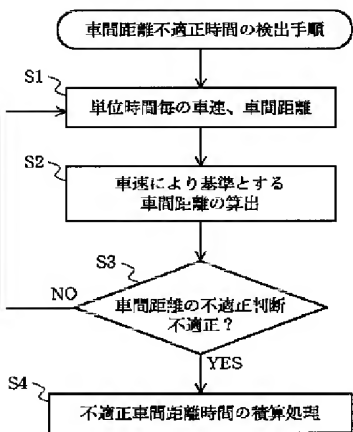 車間距離不適正時間の検出手順
S1
単位時間毎の車速、車間距離
S2
車速により基準とする
車間距離の算出
S3
車間距離の不適正判断
不適正？
NO
YES
S4
不適正車間距離時間の積算処理